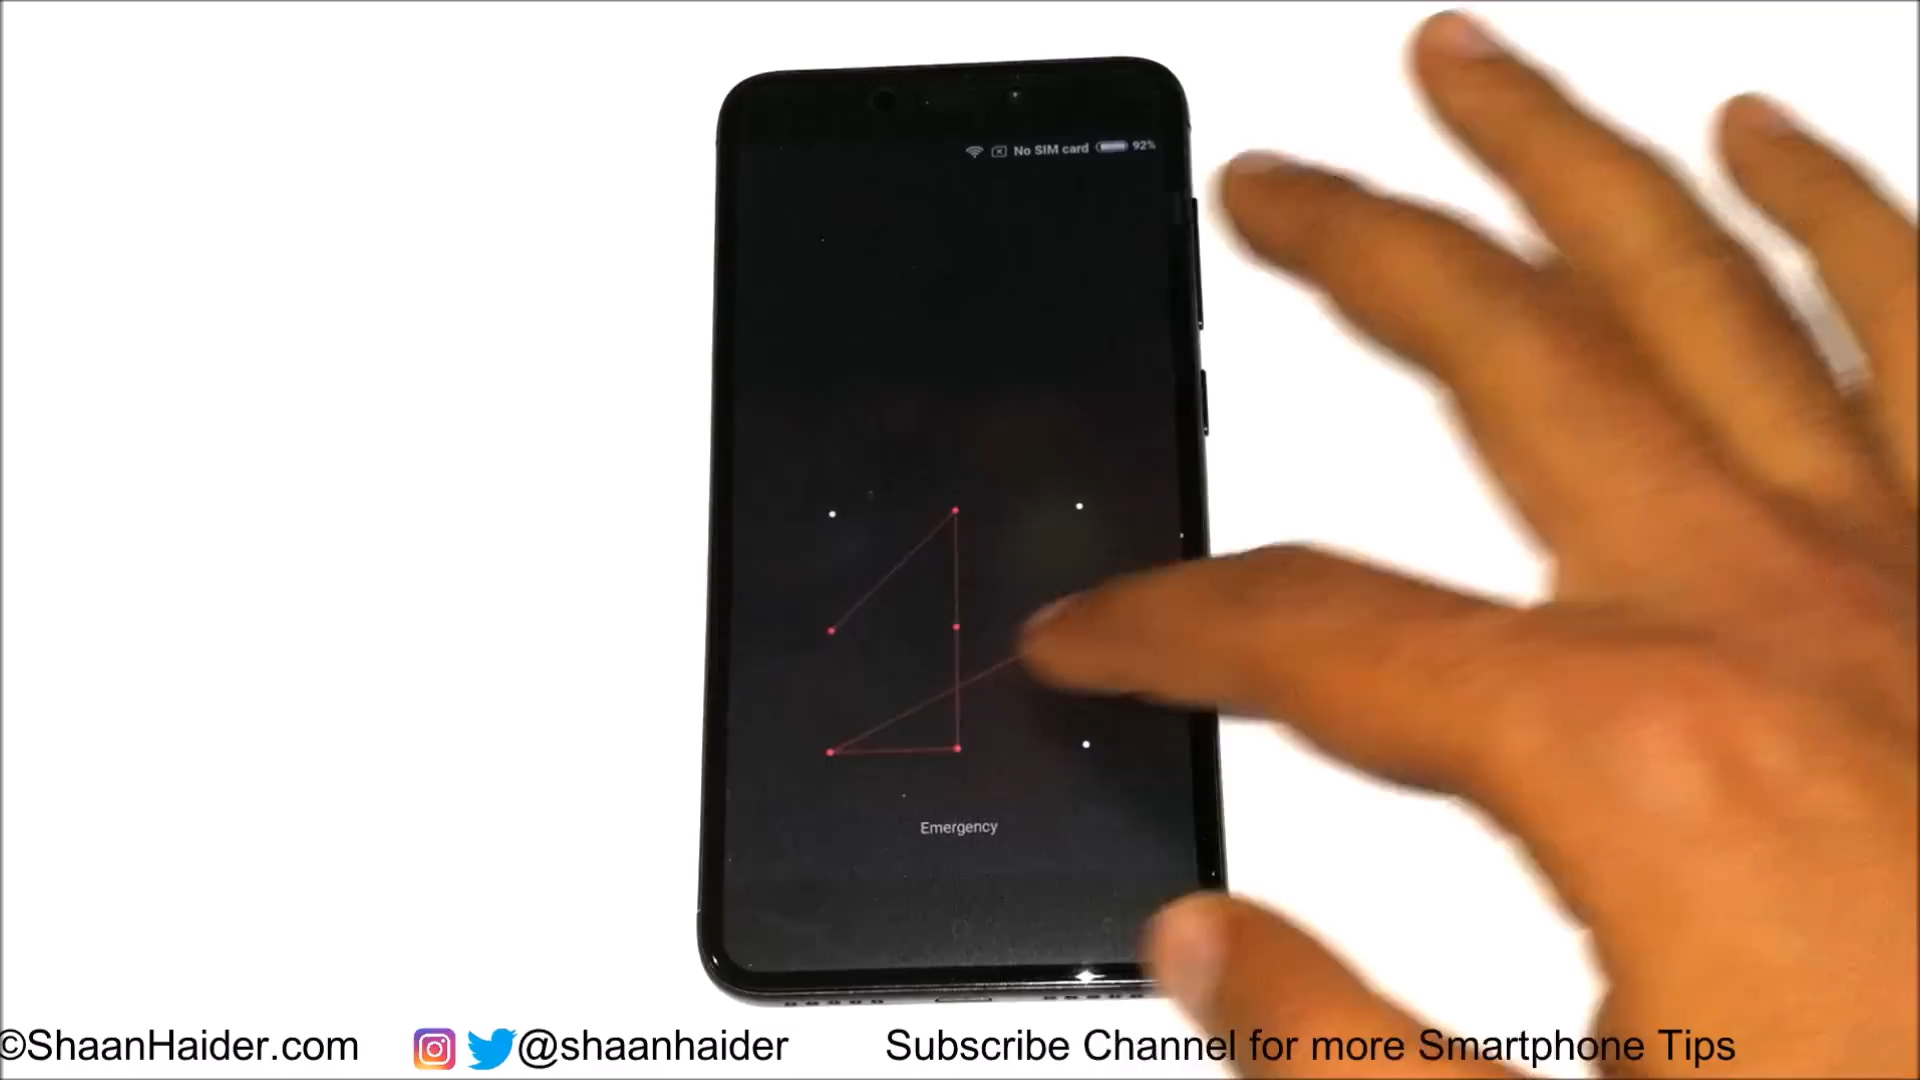 No SIM card 92%
Emergency
©ShaanHaider.com @shaanhaider Subscribe Channel for more Smartphone Tips